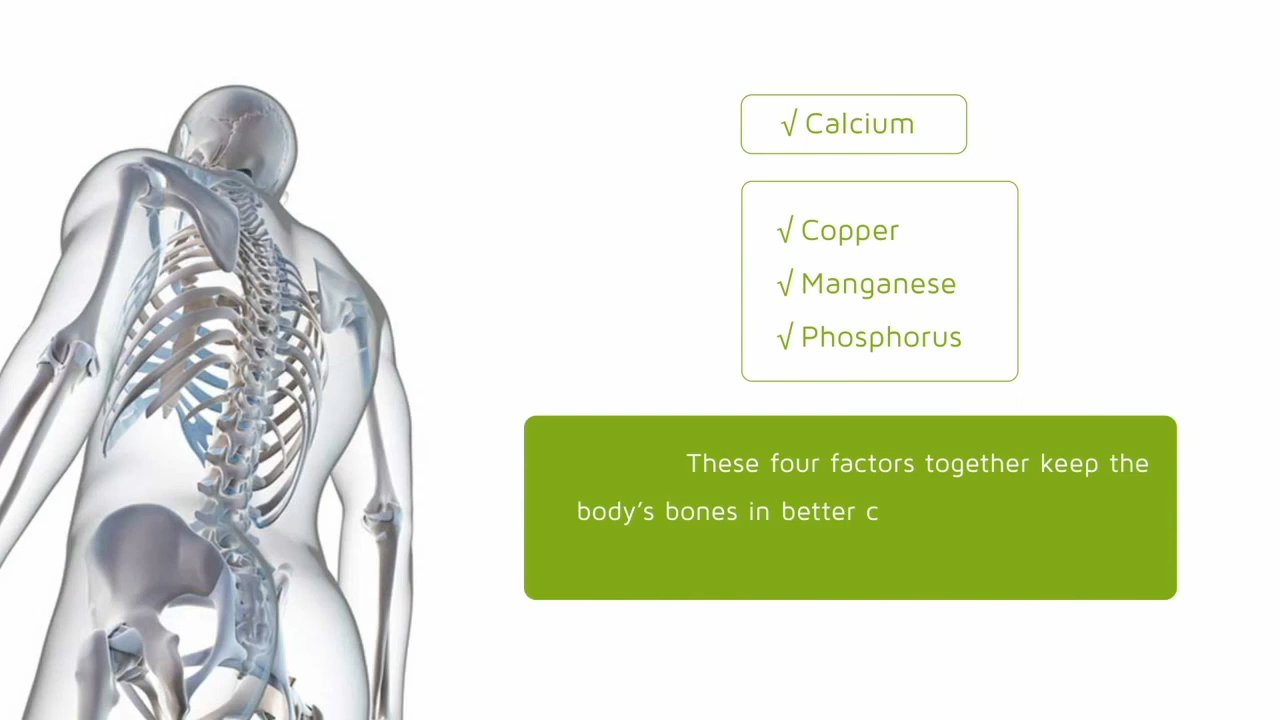 √ Calcium
√ Copper
√ Manganese
√ Phosphorus
These four factors together keep the
body’s bones in better c